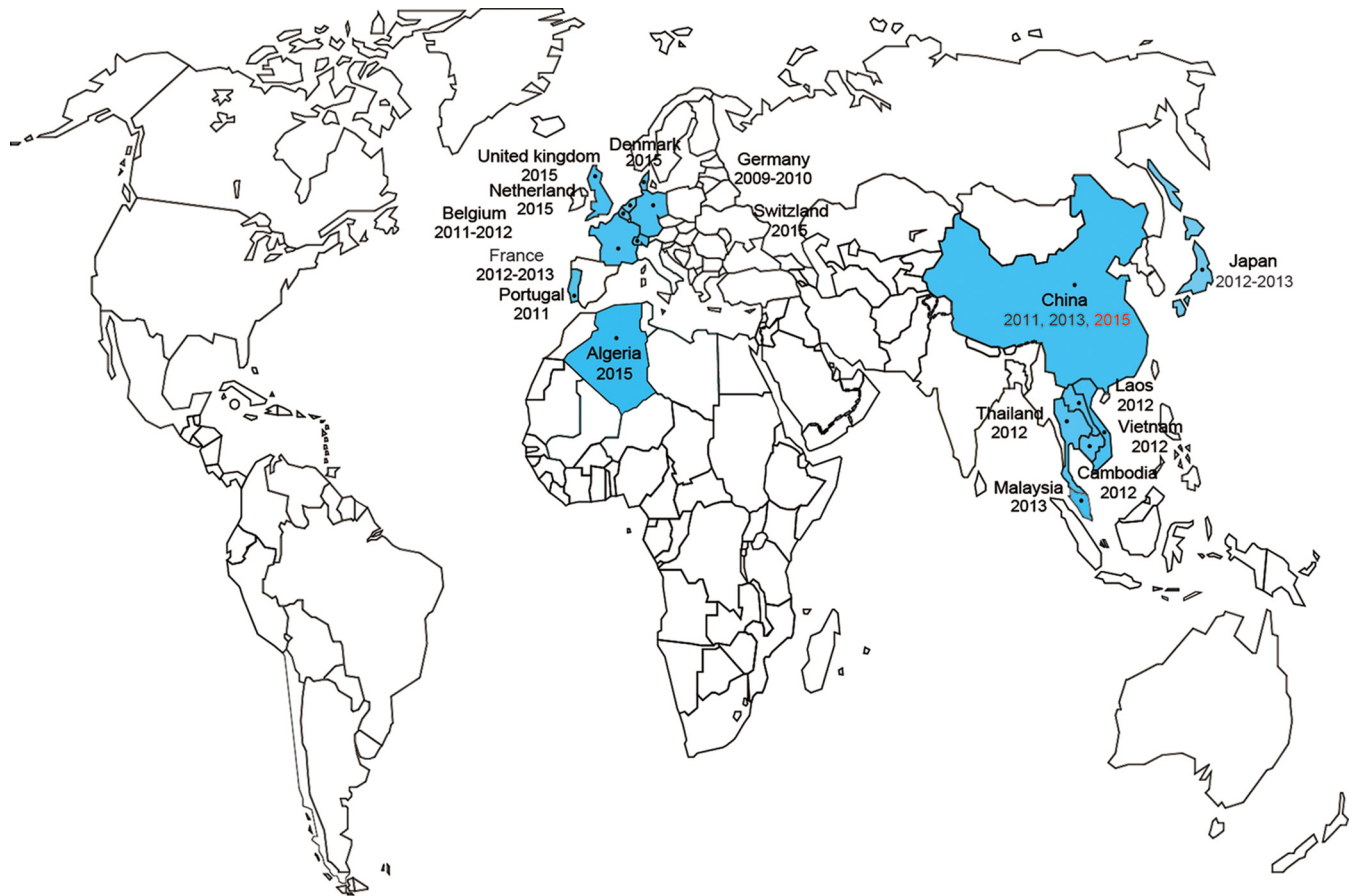 Denmark
2015
United kingdom
2015
Germany
2009-2010
Netherland
2015
Belgium
2011-2012
Switzland
2015
France
2012-2013
Portugal
2011
Japan
2012-2013
China
2011, 2013, 2015
Algeria
2015
Laos
2012
Thailand
2012
Vietnam
2012
Cambodia
2012
Malaysia
2013